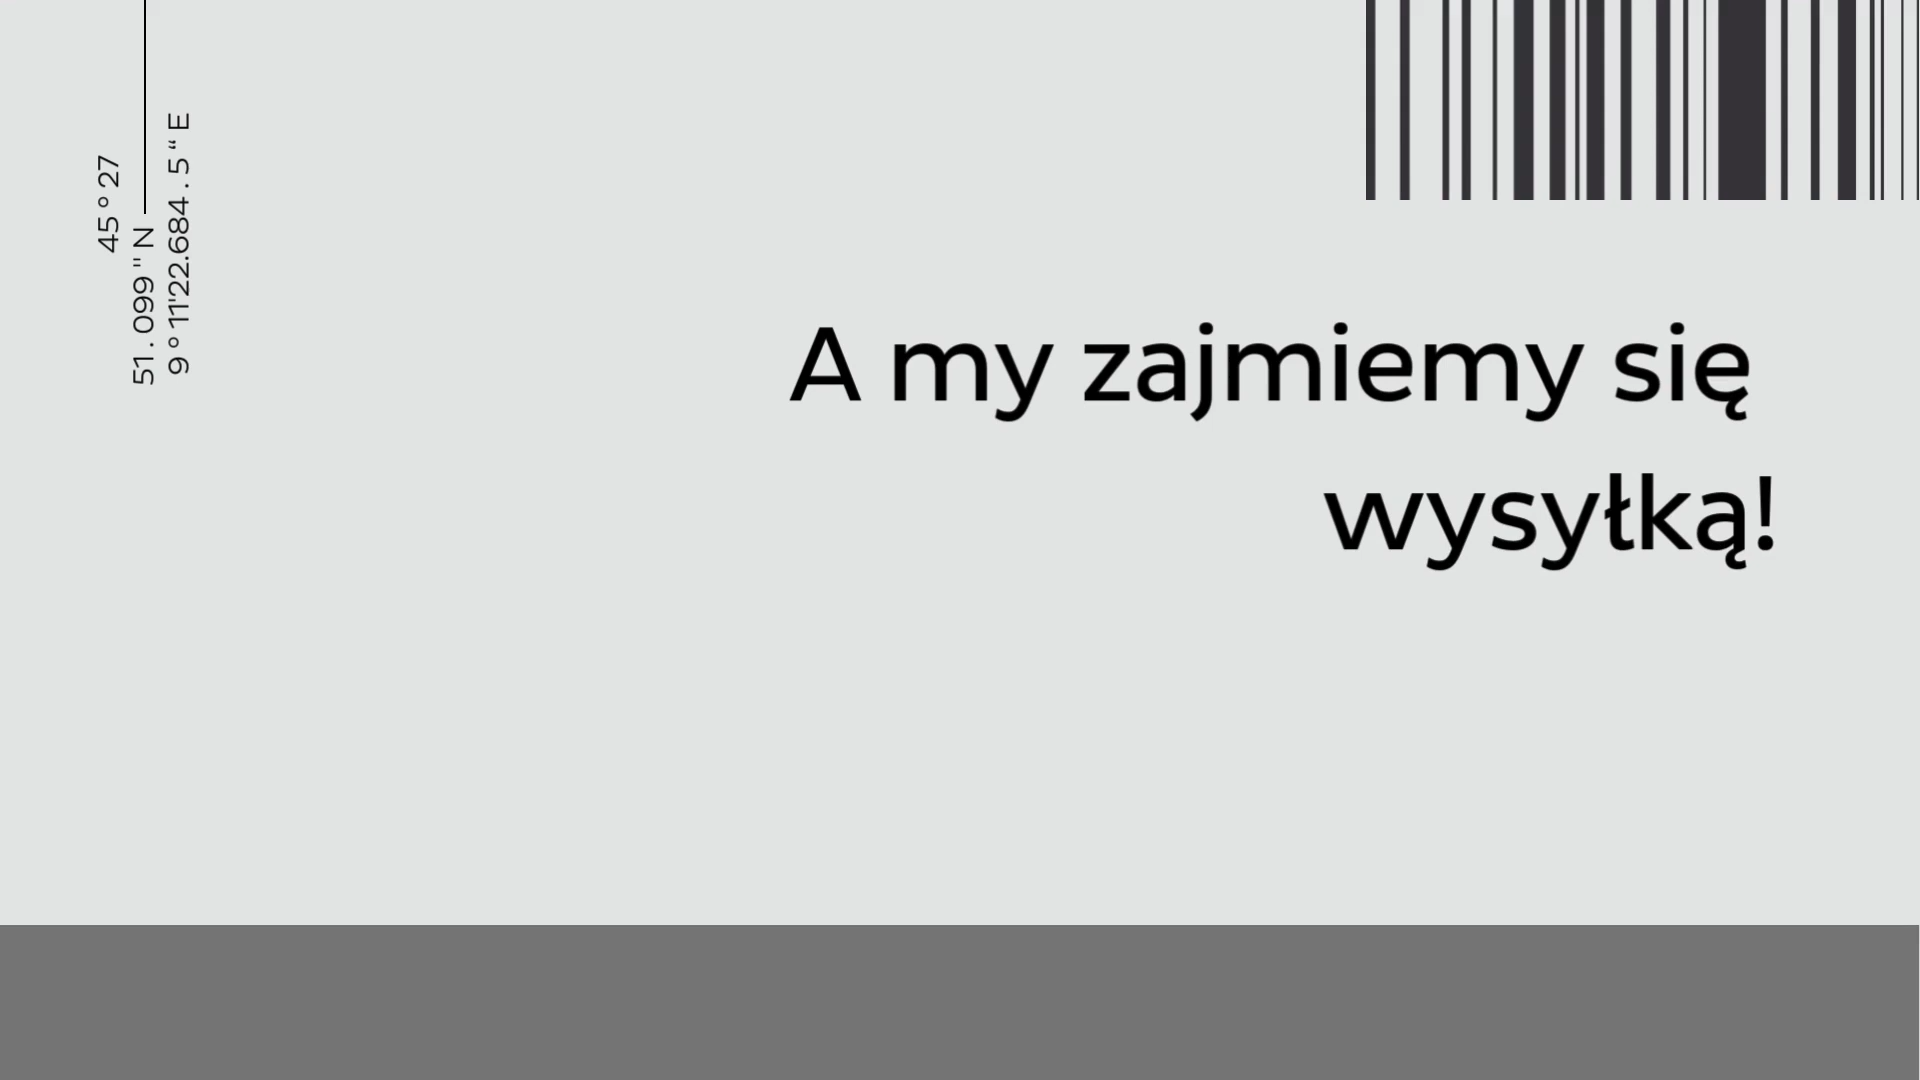 45 ° 27
51 . 099 " N
9 ° 11'22.684 . 5 “ E
A my zajmiemy się
wysyłką!